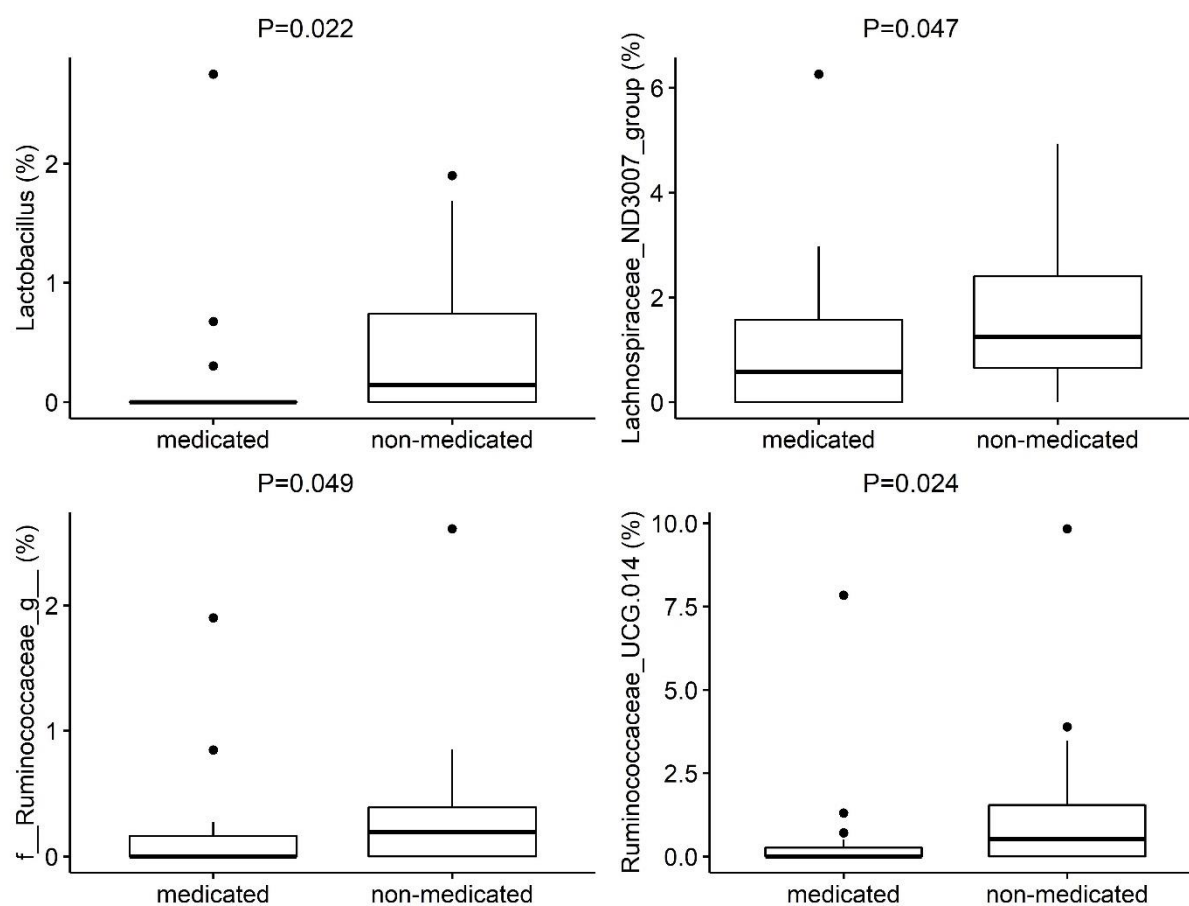 P=0.022
Lactobacillus (%)
2
1
0
medicated non-medicated
P=0.047
Lachnospiraceae_ND3007_group (%)
6
4
2
0
medicated non-medicated
P=0.049
f__Ruminococcaceae_g__ (%)
2
1
0
medicated non-medicated
P=0.024
Ruminococcaceae_UCG.014 (%)
10.0
7.5
5.0
2.5
0.0
medicated non-medicated